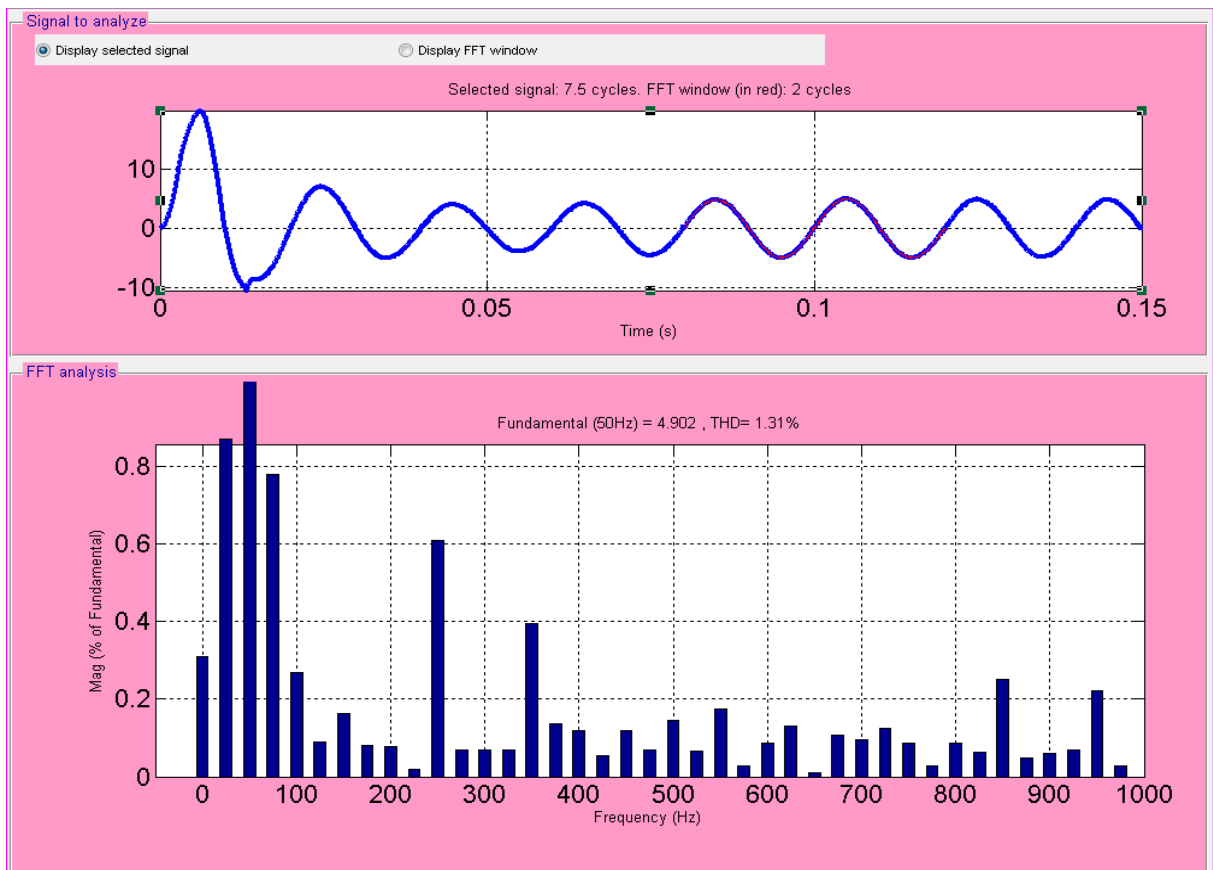 Signal to analyze
Display selected signal
Display FFT window
Selected signal: 7.5 cycles. FFT window (in red): 2 cycles
10
0
-10
0 0.05 0.1 0.15
Time (s)
FFT analysis
Fundamental (50Hz) = 4.902 , THD= 1.31%
0.8
0.6
0.4
0.2
0
Mag (% of Fundamental)
0 100 200 300 400 500 600 700 800 900 1000
Frequency (Hz)